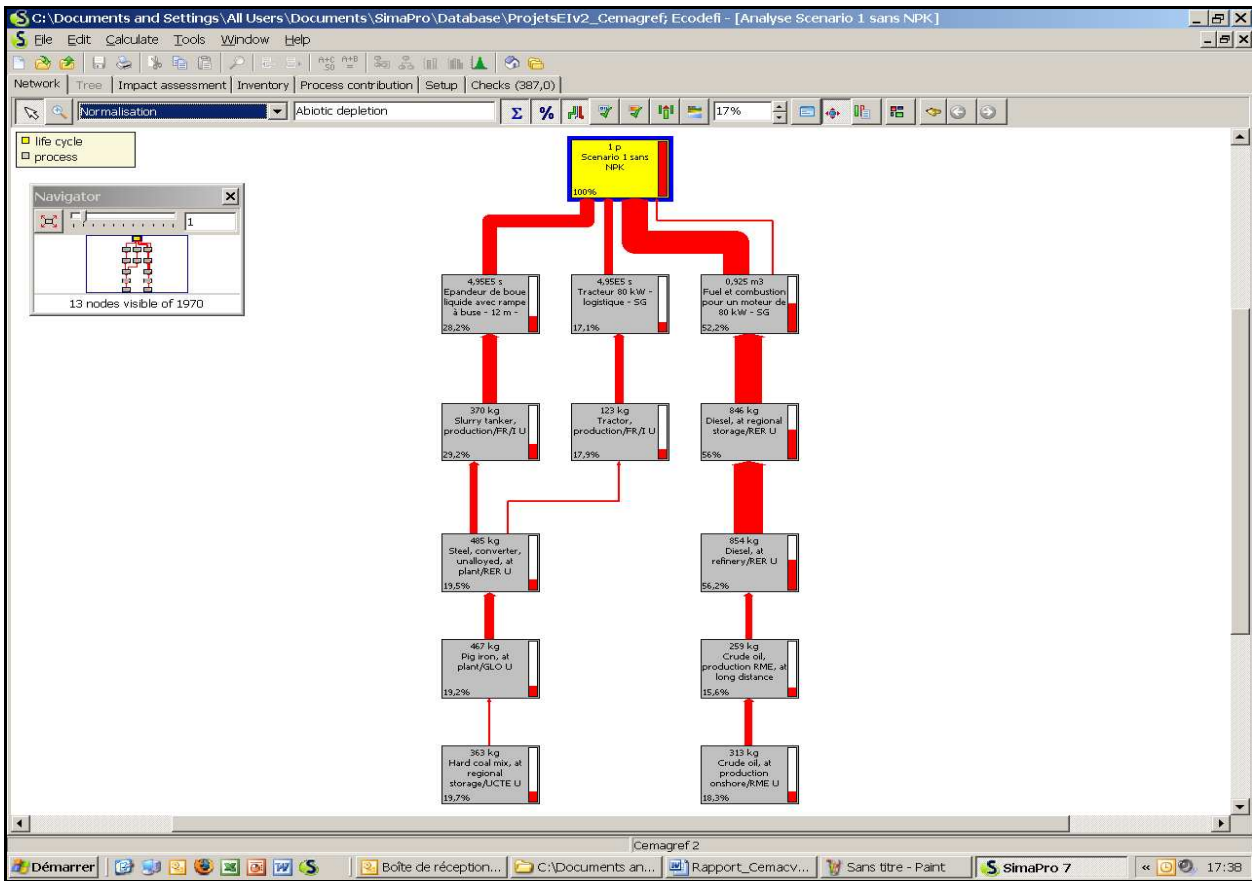 C:\Documents and Settings\All Users\Documents\SimaPro\Database\ProjetsEIv2_Cemagref; Ecodefi - [Analyse Scenario 1 sans NPK]
File Edit Calculate Tools Window Help
Network Tree Impact assessment Inventory Process contribution Setup Checks (387,0)
Normalisation Abiotic depletion Σ % 17%
life cycle
process
Navigator
1
13 nodes visible of 1970
1 p
Scenario 1 sans
NPK
100%
4,95E5 s
Epandeur de boue
liquide avec rampe
à buse - 12 m -
28,2%
4,95E5 s
Tracteur 80 kW -
logistique - SG
17,1%
0,925 m3
Fuel et combustion
pour un moteur de
80 kW - SG
52,2%
370 kg
Slurry tanker,
production/FR/I U
29,2%
123 kg
Tractor,
production/FR/I U
17,9%
846 kg
Diesel, at regional
storage/RER U
56%
485 kg
Steel, converter,
unalloyed, at
plant/RER U
19,5%
854 kg
Diesel, at
refinery/RER U
56,2%
467 kg
Pig iron, at
plant/GLO U
19,2%
259 kg
Crude oil,
production RME, at
long distance
15,6%
363 kg
Hard coal mix, at
regional
storage/UCTE U
19,7%
313 kg
Crude oil, at
production
onshore/RME U
18,3%
Cemagref 2
Démarrer Boîte de réception... C:\Documents an... Rapport_Cemacv... Sans titre - Paint SimaPro 7 « 17:38